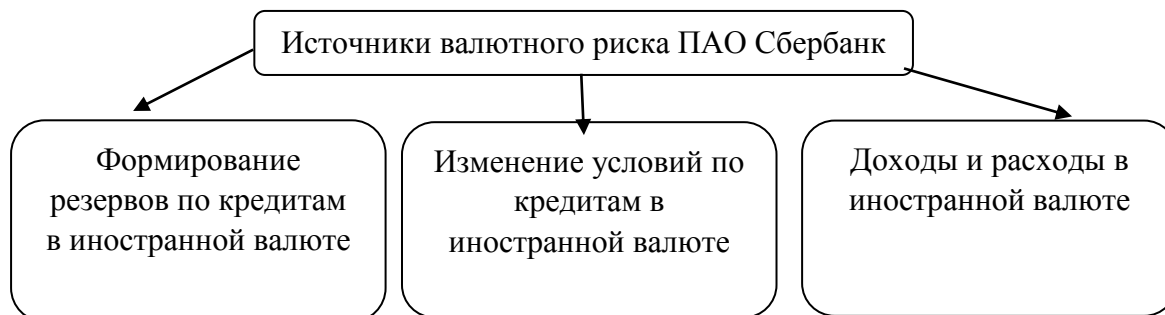 Источники валютного риска ПАО Сбербанк
Формирование
резервов по кредитам
в иностранной валюте
Изменение условий по
кредитам в
иностранной валюте
Доходы и расходы в
иностранной валюте